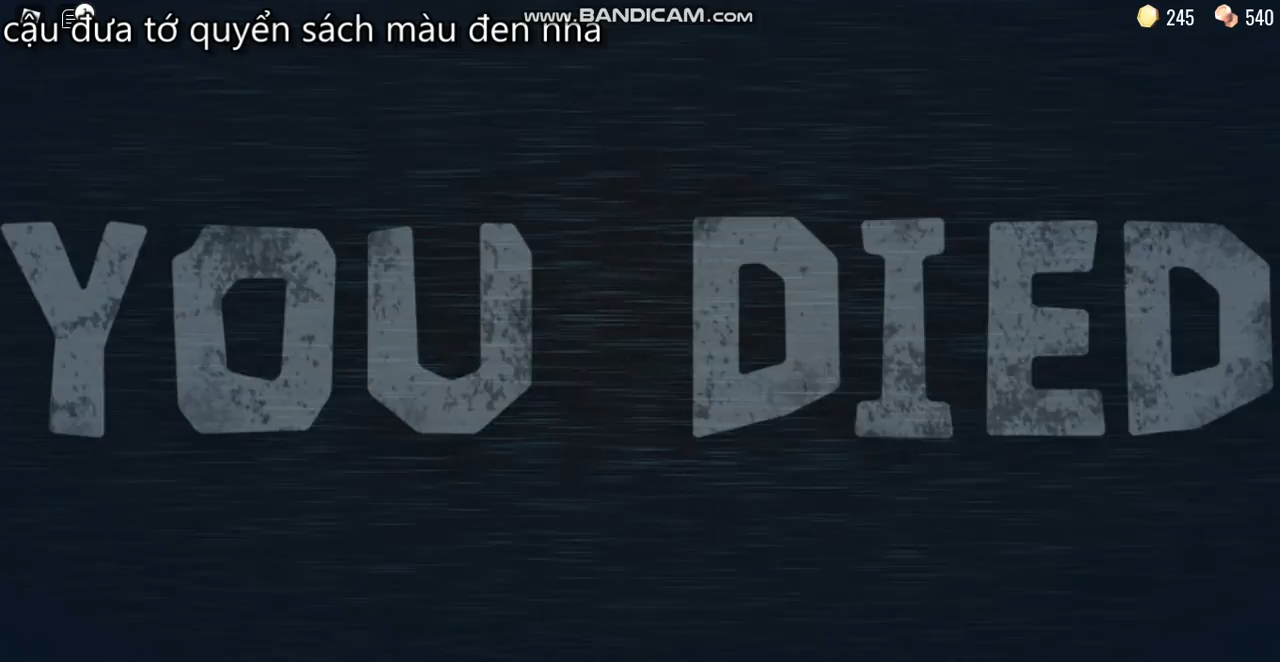 cậu đưa tớ quyển sách màu đen nha
www.BANDICAM.com
245
540
YOU DIED